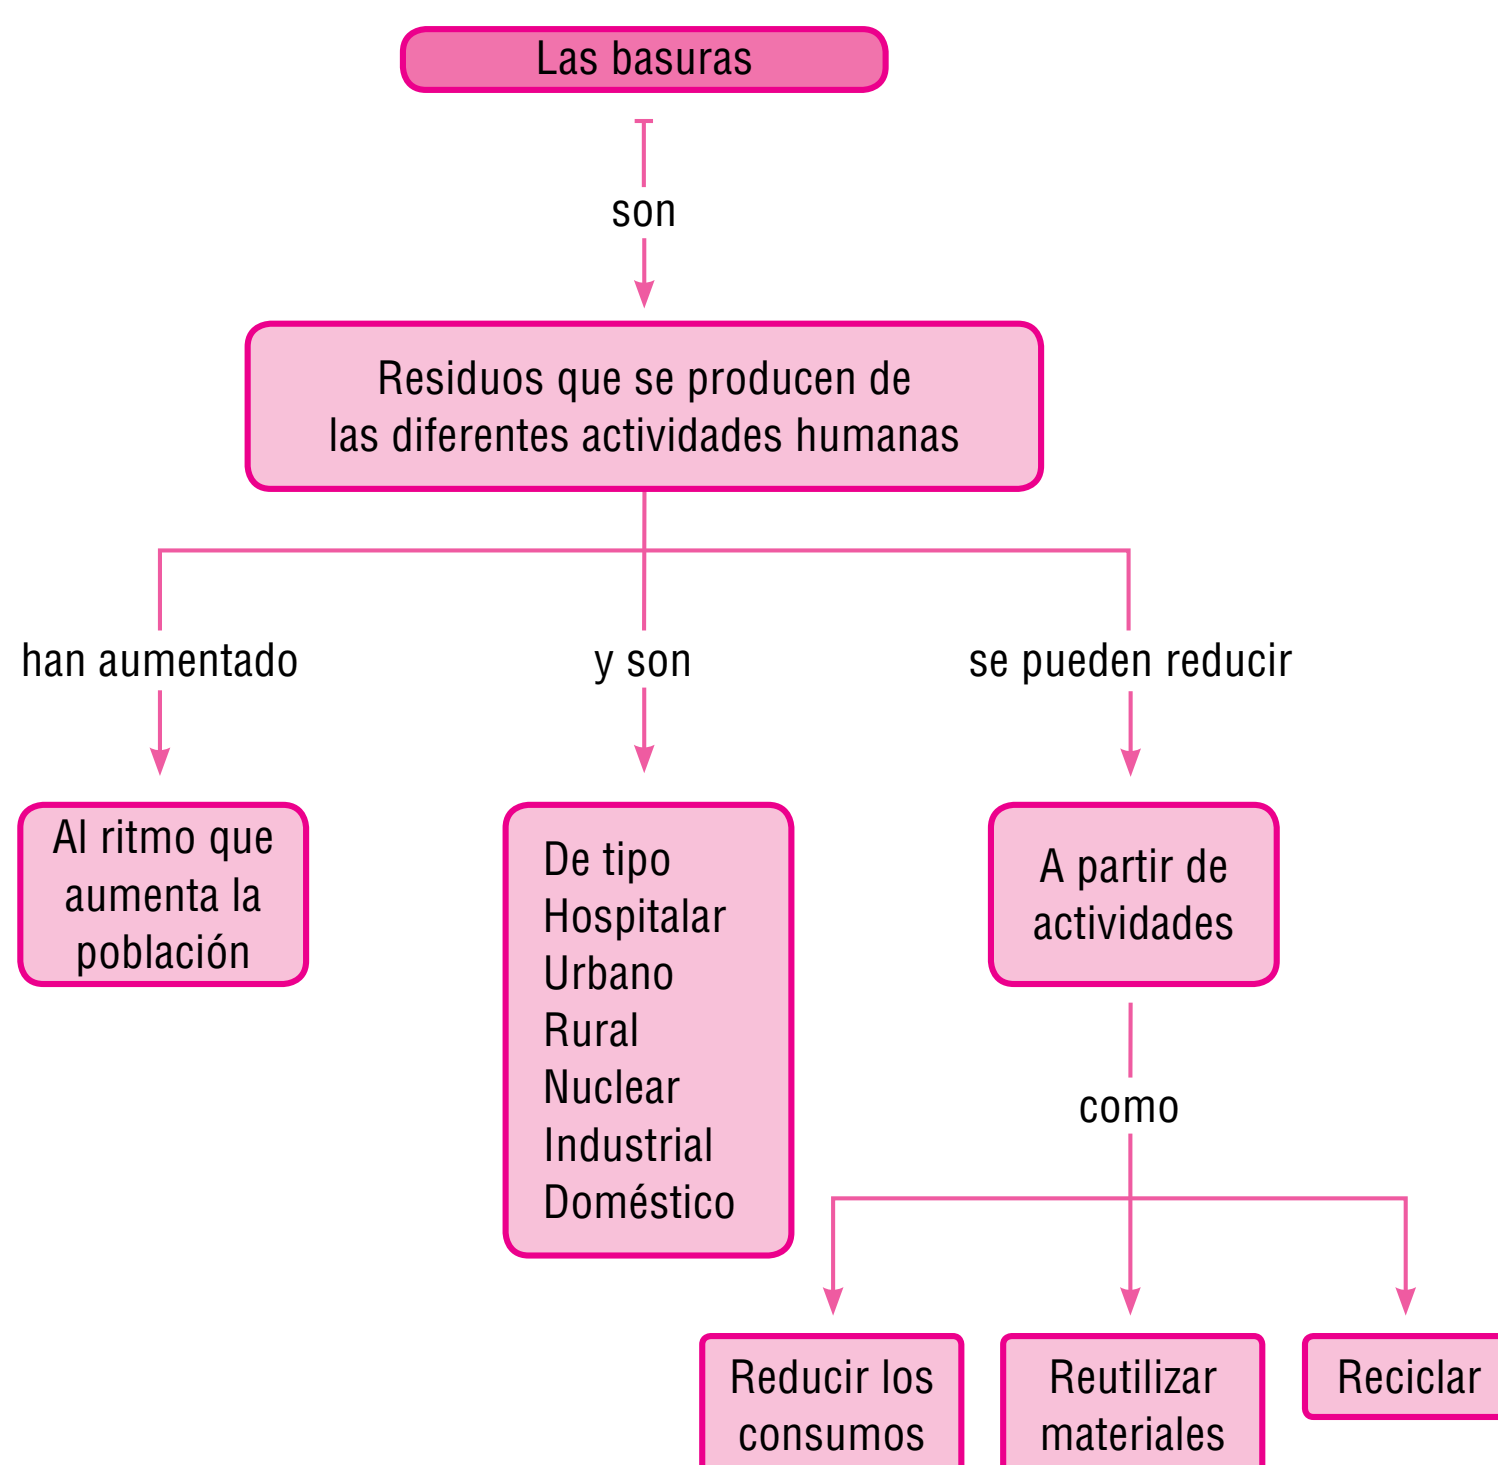 Las basuras
son
Residuos que se producen de
las diferentes actividades humanas
han aumentado
y son
se pueden reducir
Al ritmo que
aumenta la
población
De tipo
Hospitalar
Urbano
Rural
Nuclear
Industrial
Doméstico
A partir de
actividades
como
Reducir los
consumos
Reutilizar
materiales
Reciclar